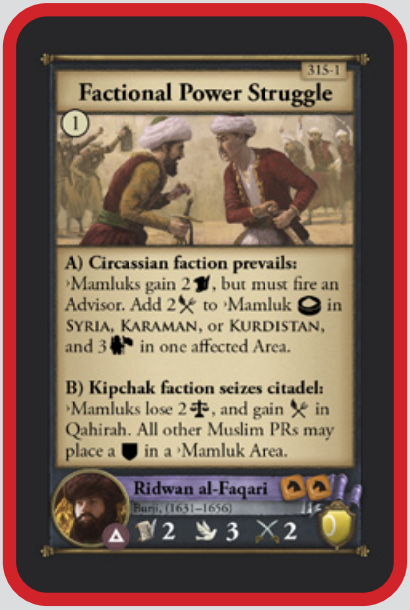 315-1
Factional Power Struggle
1
A) Circassian faction prevails:
›Mamluks gain 2 , but must fire an
Advisor. Add 2 to ›Mamluk in
SYRIA, KARAMAN, OR KURDISTAN,
and 3 in one affected Area.
B) Kipchak faction seizes citadel:
›Mamluks lose 2 , and gain in
Qahirah. All other Muslim PRs may
place a in a ›Mamluk Area.
Ridwan al-Faqari
Burji, (1631–1656)
2 3 2